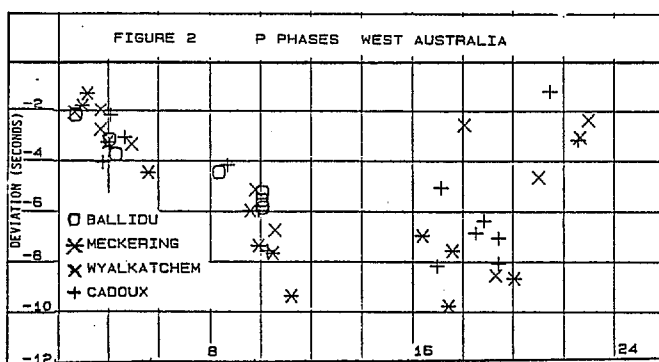 FIGURE 2 P PHASES WEST AUSTRALIA
DEVIATION (SECONDS)
-2
-4
-6
-8
-10
-12
BALLIDU
MECKERING
WYALKATCHEM
CADOUX
8 16 24